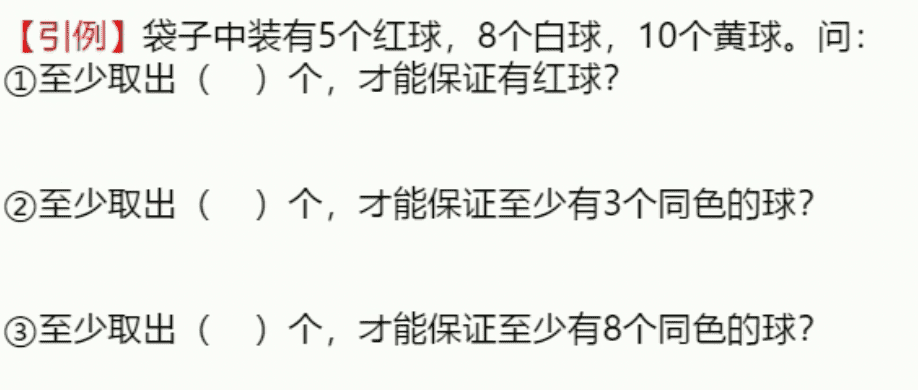 【引例】袋子中装有5个红球，8个白球，10个黄球。问：
①至少取出（　）个，才能保证有红球？
②至少取出（　）个，才能保证至少有3个同色的球？
③至少取出（　）个，才能保证至少有8个同色的球？